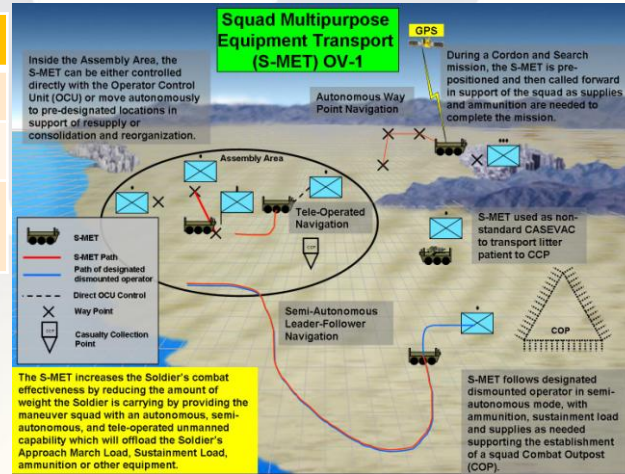 Squad Multipurpose
Equipment Transport
(S-MET) OV-1
GPS
Inside the Assembly Area, the
S-MET can be either controlled
directly with the Operator Control
Unit (OCU) or move autonomously
to pre-designated locations in
support of resupply or
consolidation and reorganization.
During a Cordon and Search
mission, the S-MET is pre-
positioned and then called forward
in support of the squad as supplies
and ammunition are needed to
complete the mission.
Autonomous Way
Point Navigation
Assembly Area
Tele-Operated
Navigation
CCP
S-MET used as non-
standard CASEVAC
to transport litter
patient to CCP
S-MET
S-MET Path
Path of designated
dismounted operator
Direct OCU Control
Way Point
Casualty Collection
Point
Semi-Autonomous
Leader-Follower
Navigation
COP
The S-MET increases the Soldier's combat
effectiveness by reducing the amount of
weight the Soldier is carrying by providing the
maneuver squad with an autonomous, semi-
autonomous, and tele-operated unmanned
capability which will offload the Soldier's
Approach March Load, Sustainment Load,
ammunition or other equipment.
S-MET follows designated
dismounted operator in semi-
autonomous mode, with
ammunition, sustainment load
and supplies as needed
supporting the establishment
of a squad Combat Outpost
(COP).